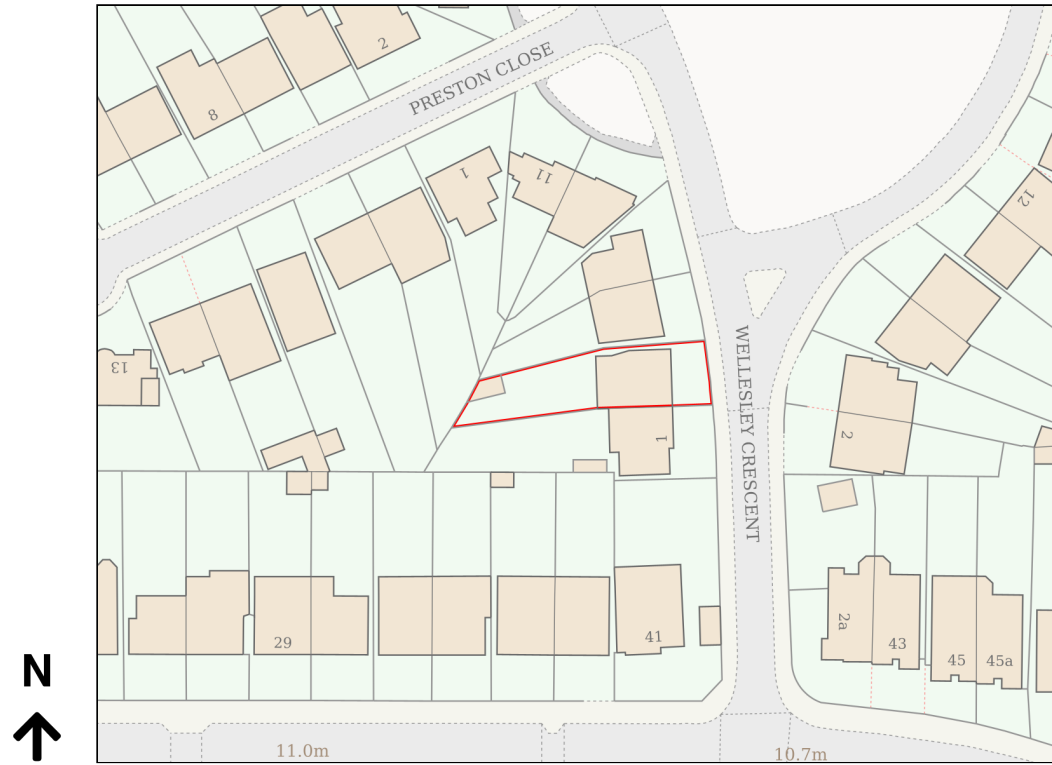 2
PRESTON CLOSE
8
1
11
12
13
WELLESLEY CRESCENT
2
1
2a
29
41
43
45
45a
N
11.0m
10.7m